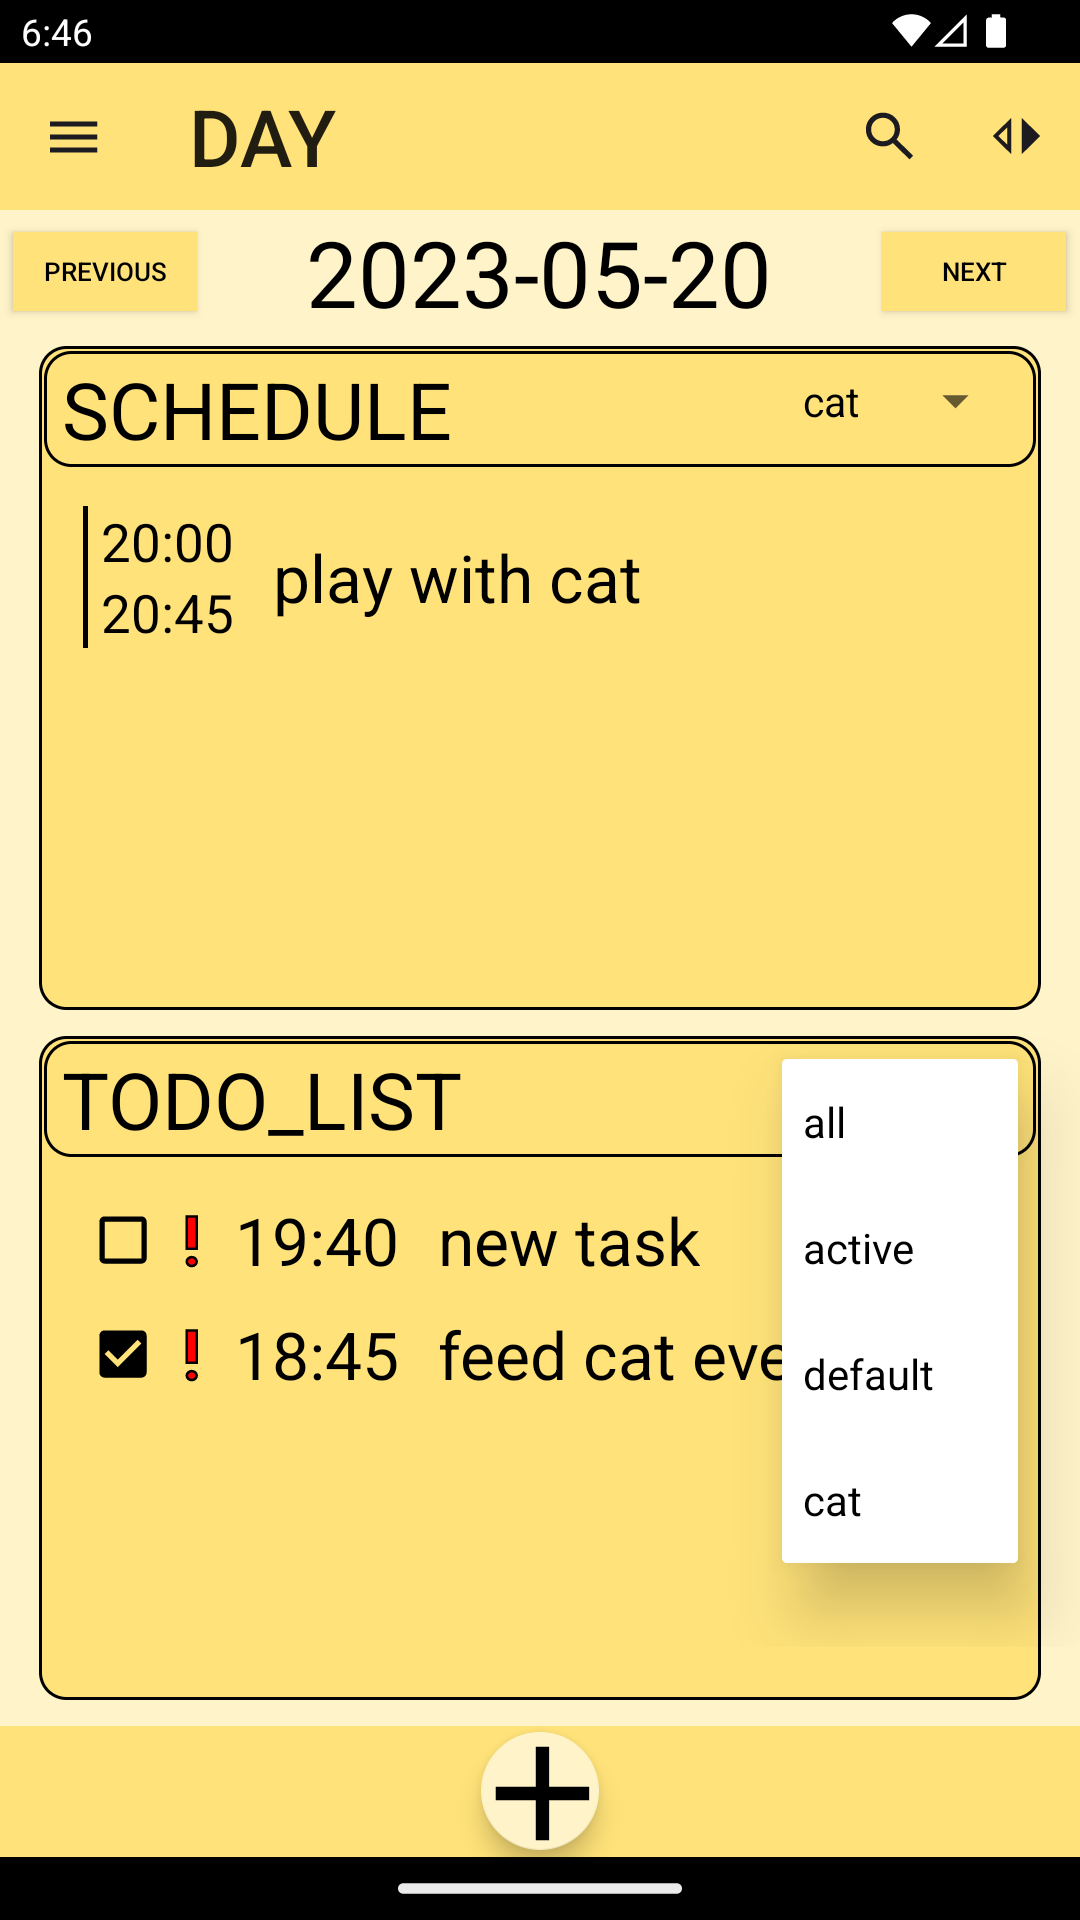 6:46
DAY
PREVIOUS
2023-05-20
NEXT
SCHEDULE
cat
20:00
20:45
play with cat
TODO_LIST
all
active
default
cat
19:40 new task
18:45 feed cat eve